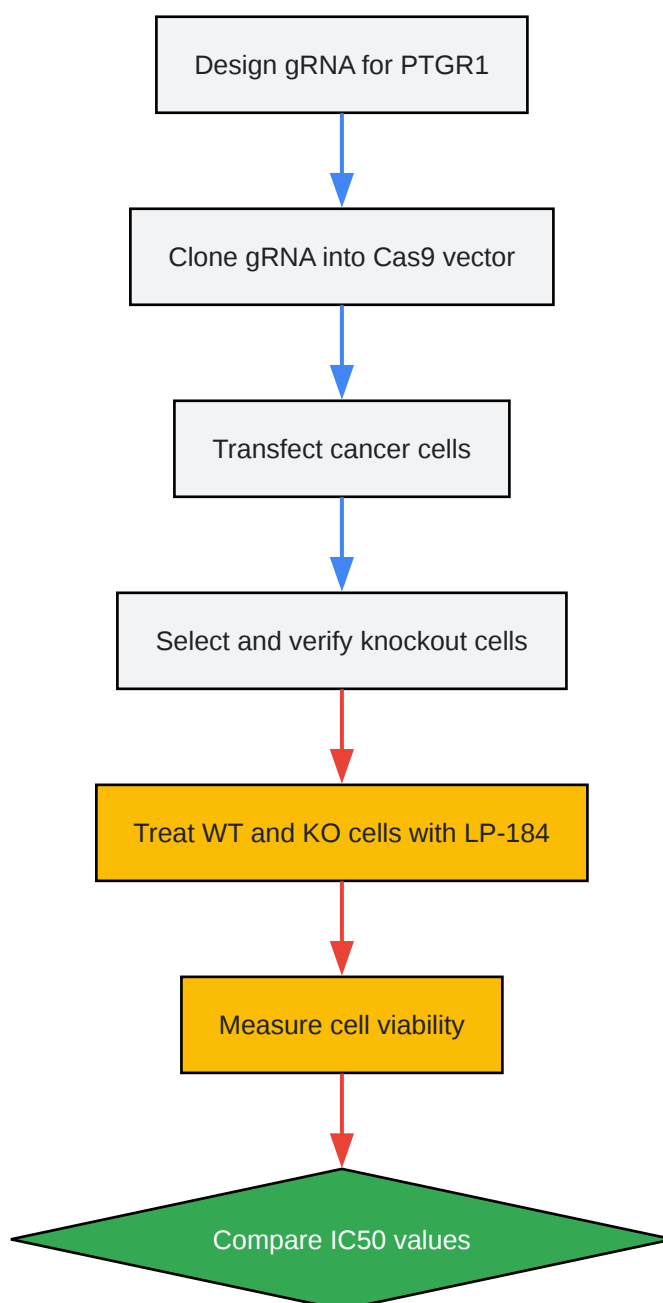 Design gRNA for PTGR1
Clone gRNA into Cas9 vector
Transfect cancer cells
Select and verify knockout cells
Treat WT and KO cells with LP-184
Measure cell viability
Compare IC50 values